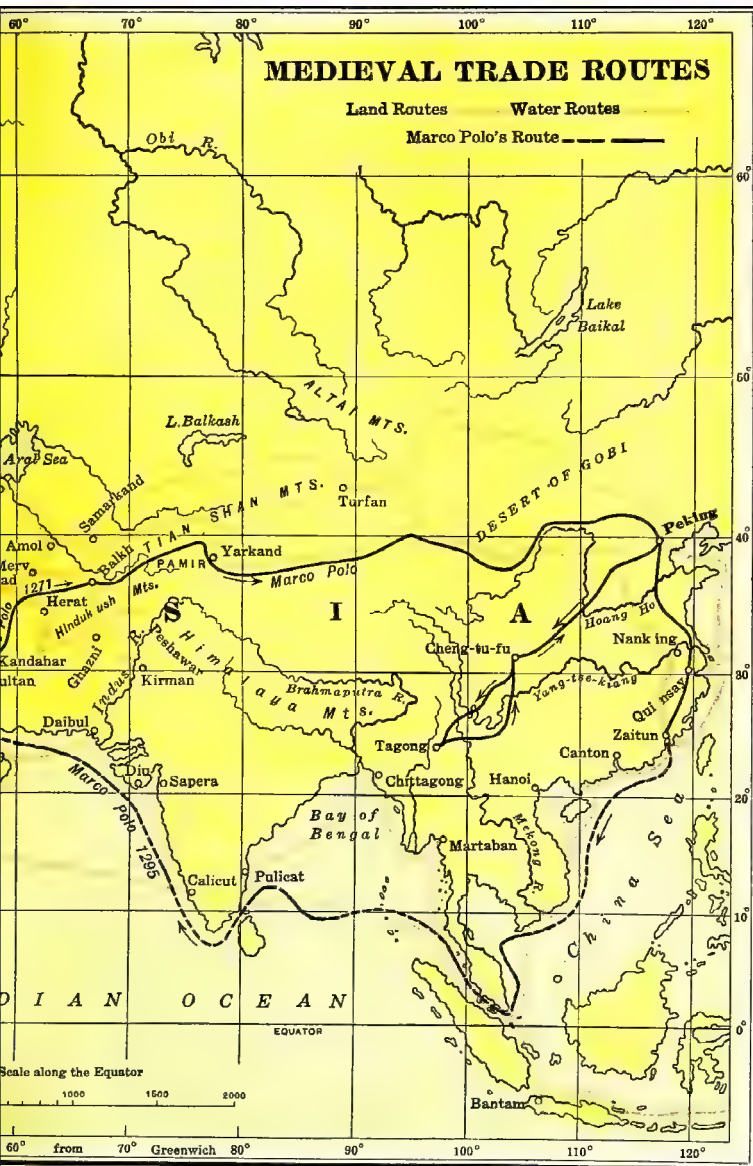 60° 70° 80° 90° 100° 110° 120°
MEDIEVAL TRADE ROUTES
Land Routes Water Routes
Marco Polo's Route
Obi R.
60°
Lake
Baikal
50°
ALTAI MTS.
L.Balkash
Aral Sea
DESERT OF GOBI
Samarkand
TIAN SHAN MTS.
Turfan
Peking
40°
Amol
Balkh
Yarkand
Merv
PAMIR
Marco Polo
ad
1271
Mts.
Polo
Herat
Hinduk ush
S I A
Hoang Ho
Nank ing
Cheng-tu-fu
Peshawar
Kandahar
Ghazni
Himalaya Mts.
30°
ultan
Kirman
Indus R.
Brahmaputra R.
Yang-tse-kiang
Qui nsay
Daibul
Zaitun
Tagong
Canton
Marco Polo 1295
Diu
Sapera
Chittagong
Hanoi
20°
Bay of
Bengal
Mekong R.
Martaban
China Sea
Calicut
Pulicat
10°
DIAN OCEAN
EQUATOR
0°
Scale along the Equator
1000 1500 2000
Bantam
60° from 70° Greenwich 80° 90° 100° 110° 120°